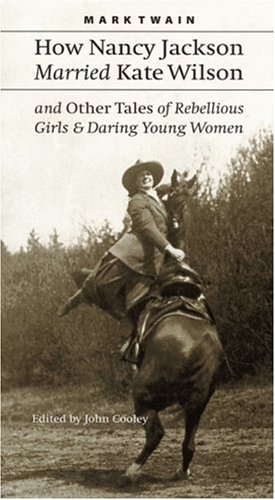 MARK TWAIN
How Nancy Jackson
Married Kate Wilson
and Other Tales of Rebellious
Girls & Daring Young Women
Edited by John Cooley